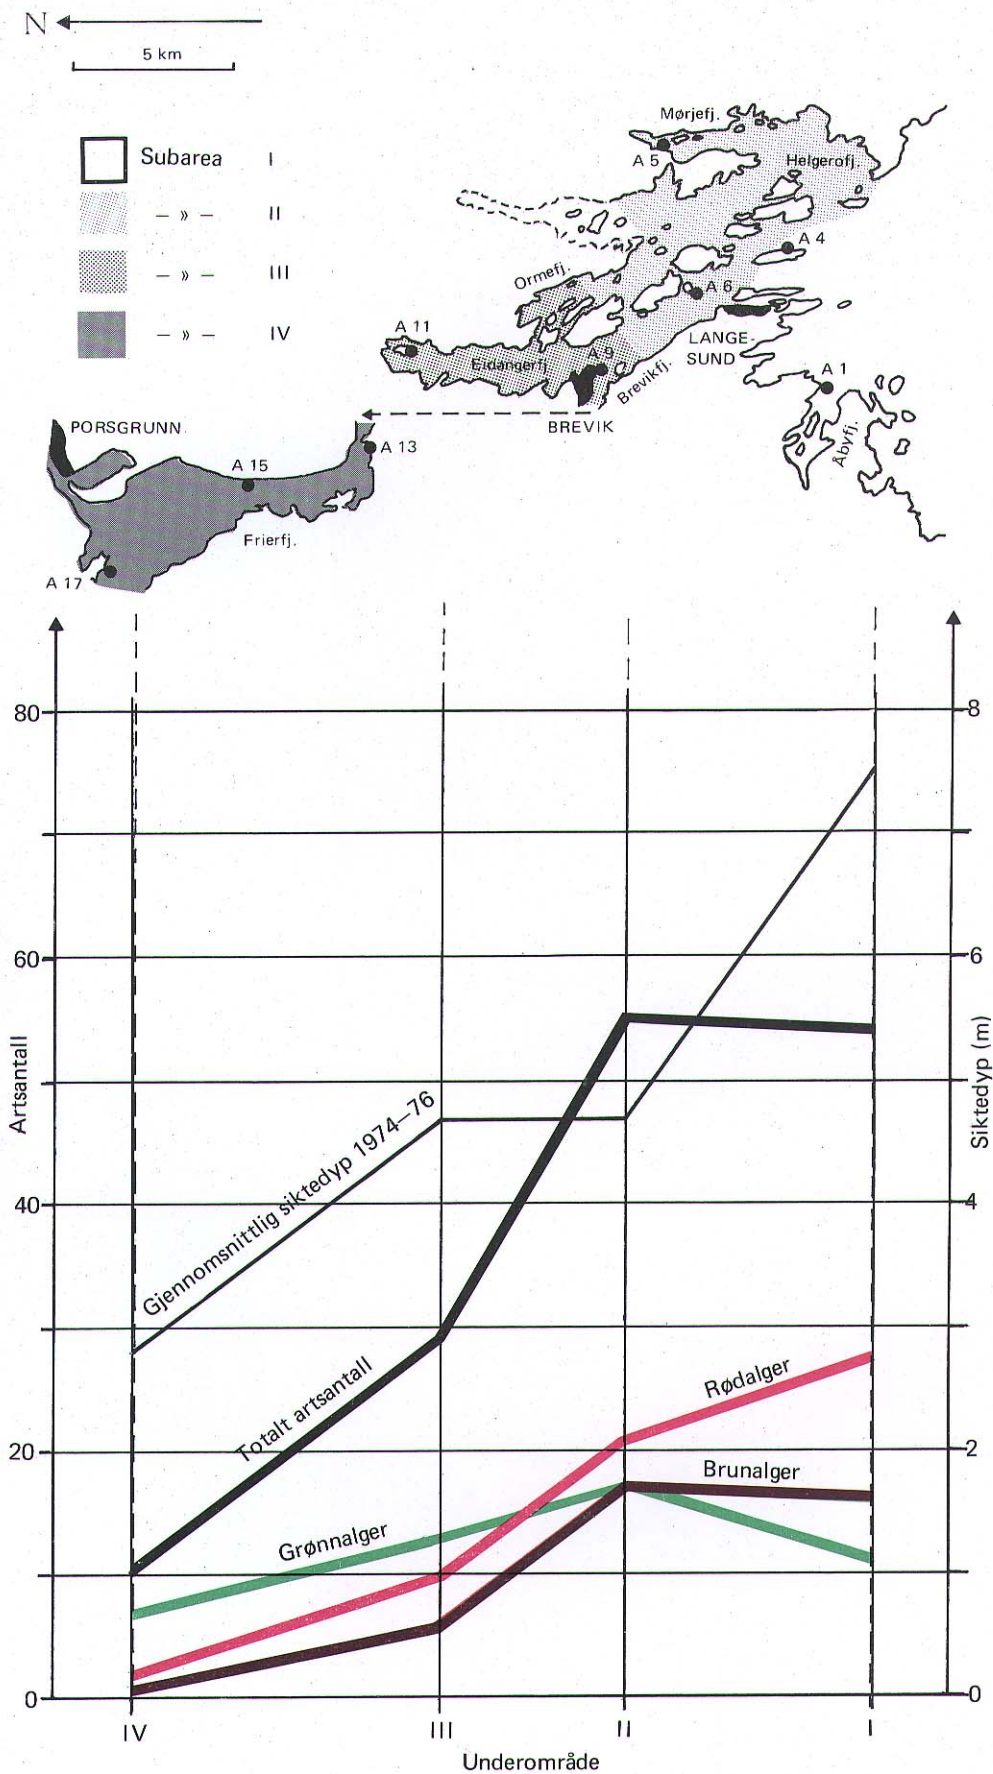 N
5 km
Subarea I
– » – II
– » – III
– » – IV
Mørjefj.
A 5
Helgerofj.
A 4
Ormefj.
A 6
A 11
LANGE-
SUND
Eidangerfj.
A 9
Brevikfj.
A 1
BREVIK
Åbyfj.
PORSGRUNN
A 13
A 15
Frierfj.
A 17
80
60
40
20
0
Artsantall
8
6
4
2
0
Siktedyp (m)
Gjennomsnittlig siktedyp 1974–76
Totalt artsantall
Rødalger
Brunalger
Grønnalger
IV III II I
Underområde